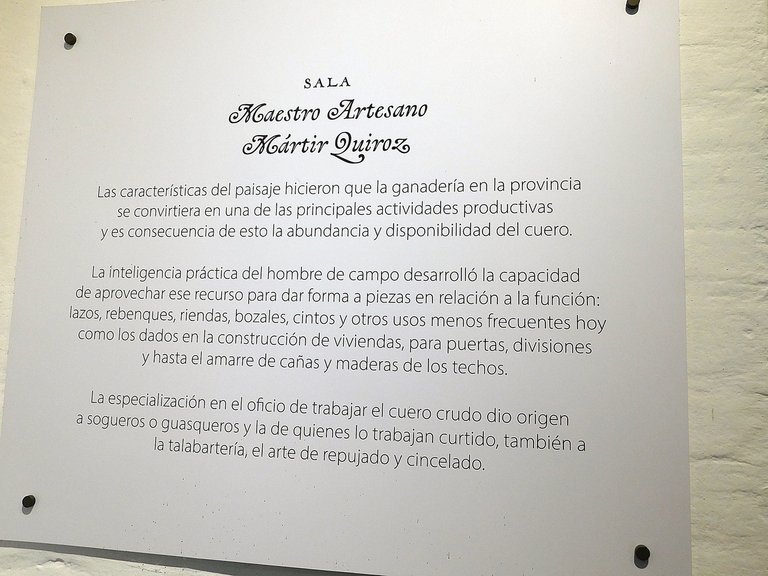 SALA
Maestro Artesano
Mártir Quiroz
Las características del paisaje hicieron que la ganadería en la provincia
se convirtiera en una de las principales actividades productivas
y es consecuencia de esto la abundancia y disponibilidad del cuero.
La inteligencia práctica del hombre de campo desarrolló la capacidad
de aprovechar ese recurso para dar forma a piezas en relación a la función:
lazos, rebenques, riendas, bozales, cintos y otros usos menos frecuentes hoy
como los dados en la construcción de viviendas, para puertas, divisiones
y hasta el amarre de cañas y maderas de los techos.
La especialización en el oficio de trabajar el cuero crudo dio origen
a sogueros o guasqueros y la de quienes lo trabajan curtido, también a
la talabartería, el arte de repujado y cincelado.